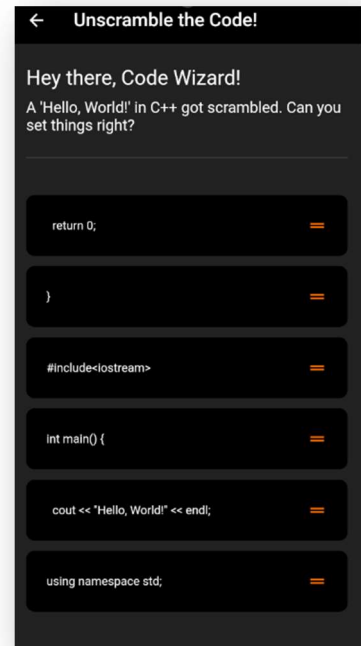 Unscramble the Code!
Hey there, Code Wizard!
A 'Hello, World!' in C++ got scrambled. Can you
set things right?
return 0;
}
#include<iostream>
int main() {
cout << "Hello, World!" << endl;
using namespace std;